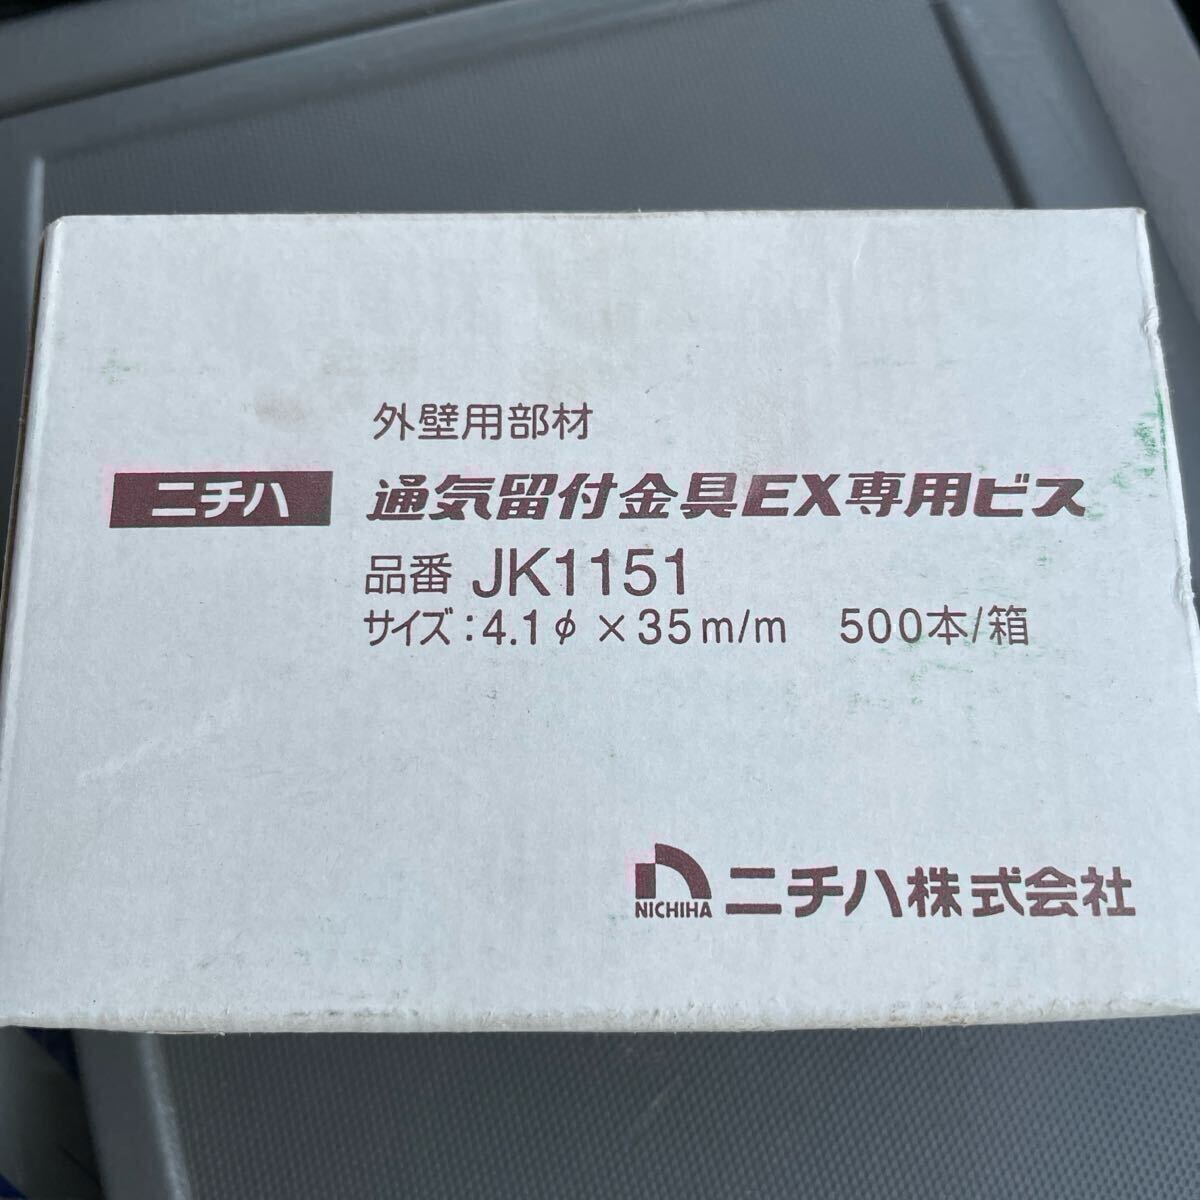 外壁用部材
ニチハ 通気留付金具EX専用ビス
品番 JK1151
サイズ:4.1φ×35m/m 500本/箱
NICHIHA ニチハ株式会社